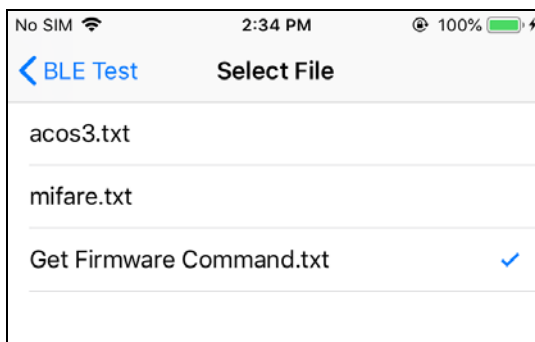 No SIM 2:34 PM 100%
BLE Test Select File
acos3.txt
mifare.txt
Get Firmware Command.txt